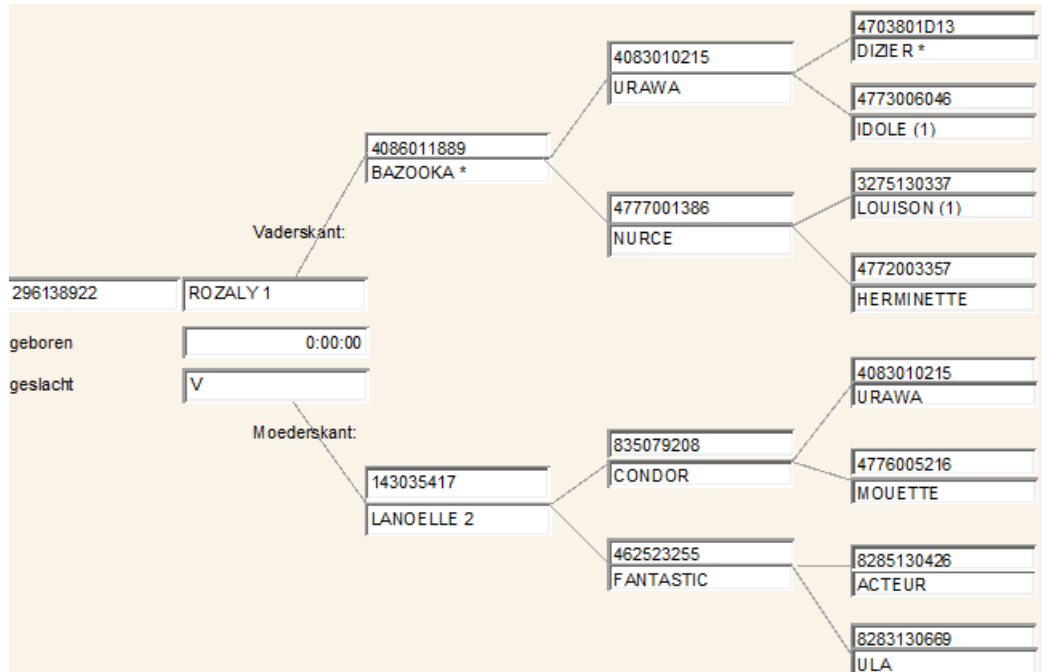 4703801D13
DIZIER *
4083010215
URAWA
4773006046
IDOLE (1)
4086011889
BAZOOKA *
3275130337
LOUISON (1)
4777001386
NURCE
Vaderskant:
4772003357
HERMINETTE
296138922
ROZALY 1
geboren
0:00:00
geslacht
V
4083010215
URAWA
Moederskant:
835079208
CONDOR
4776005216
MOUETTE
143035417
LANOELLE 2
462523255
FANTASTIC
8285130426
ACTEUR
8283130669
ULA